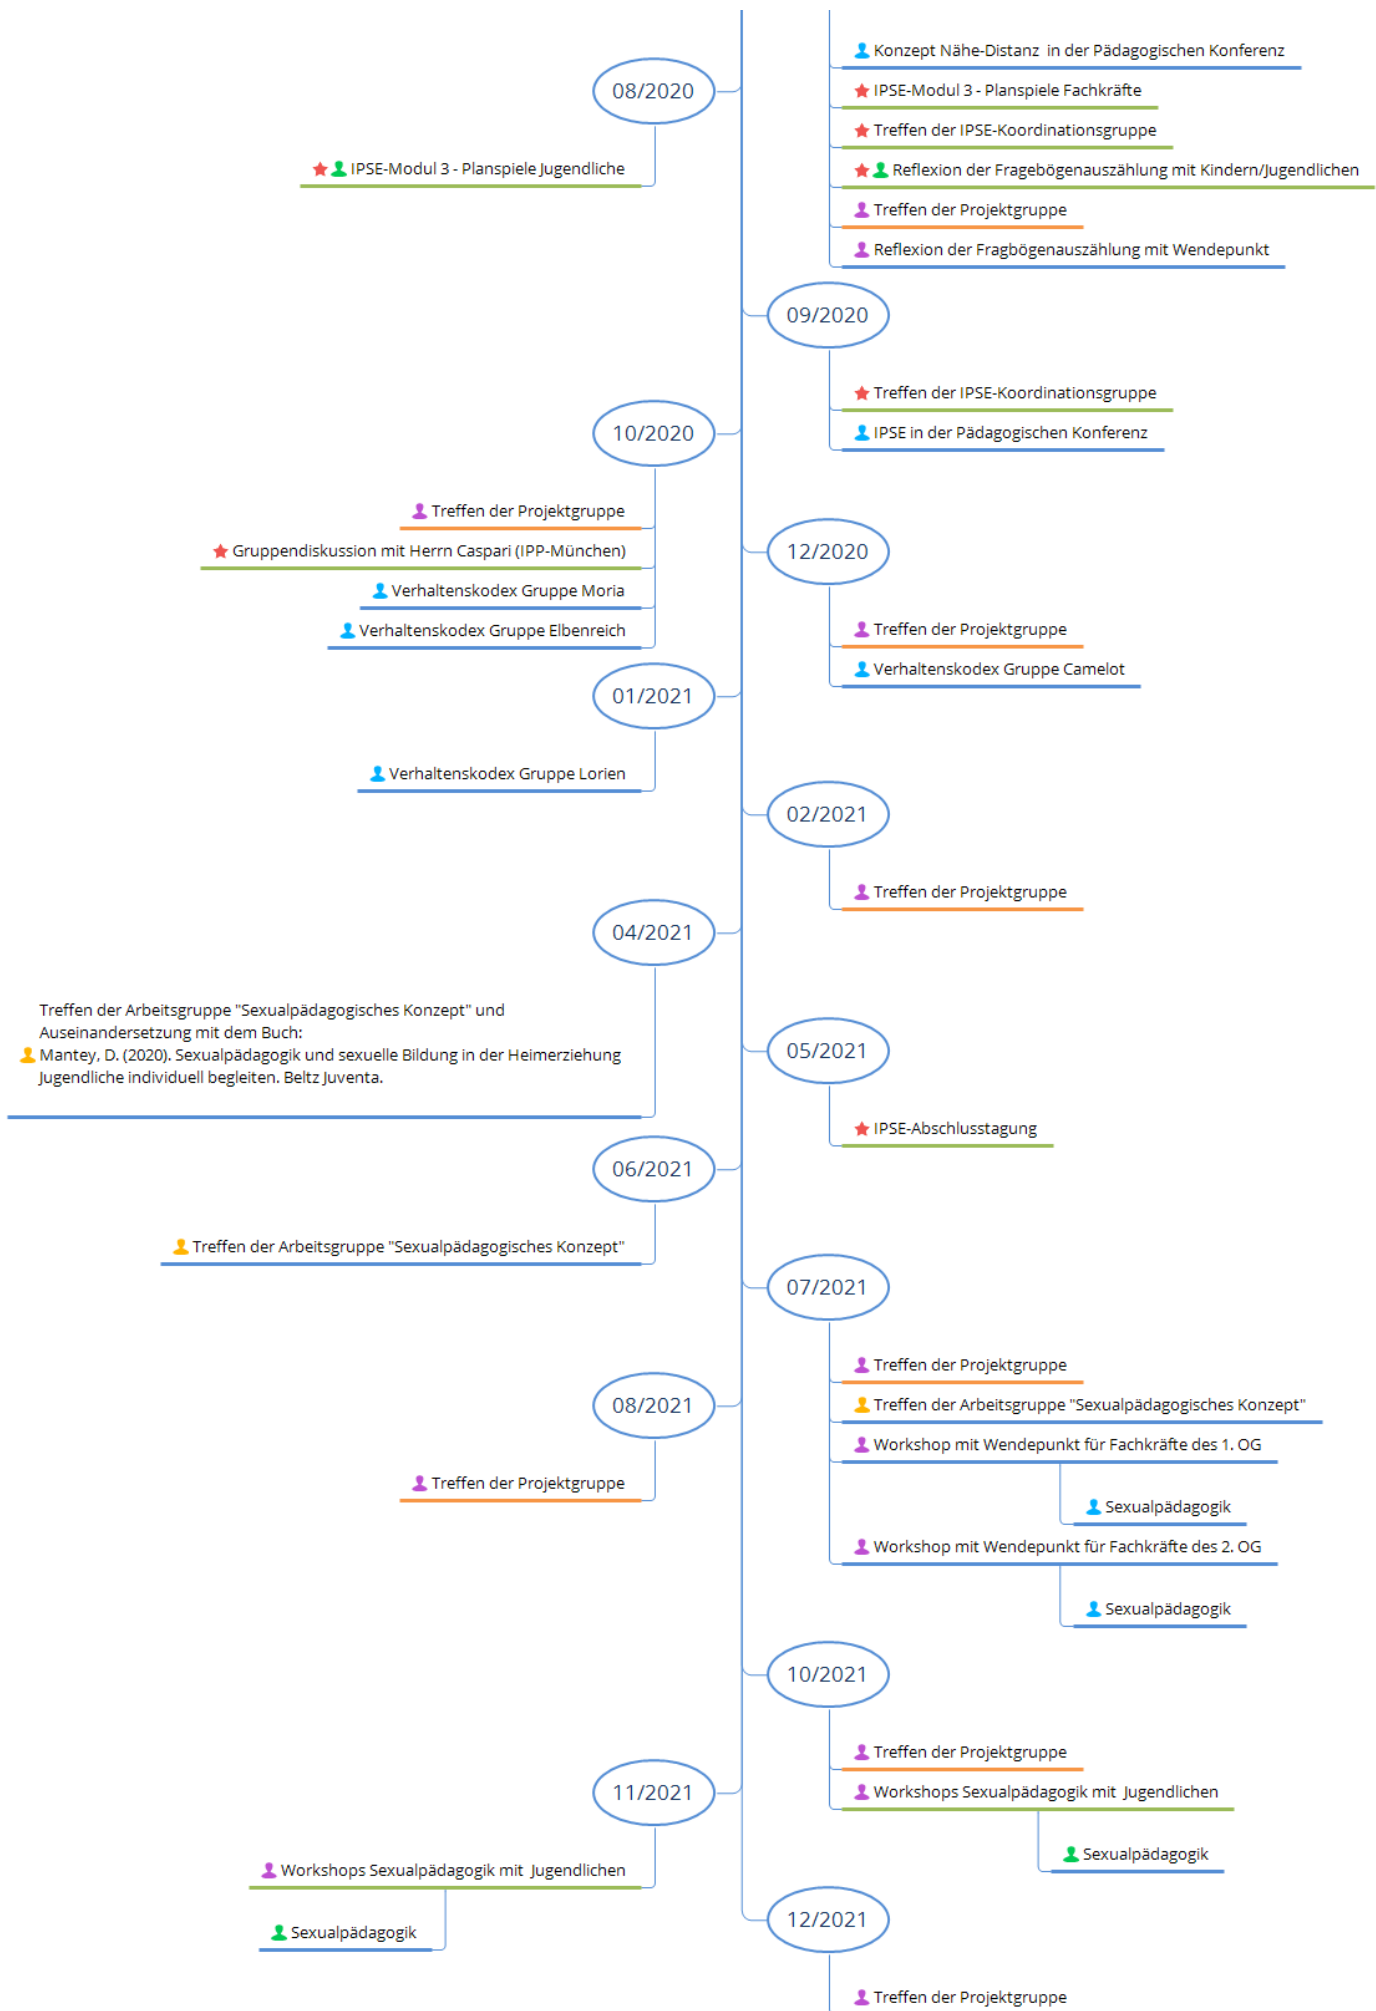 Konzept Nähe-Distanz in der Pädagogischen Konferenz
IPSE-Modul 3 - Planspiele Fachkräfte
Treffen der IPSE-Koordinationsgruppe
Reflexion der Fragebögenauszählung mit Kindern/Jugendlichen
Treffen der Projektgruppe
Reflexion der Fragbögenauszählung mit Wendepunkt
08/2020
IPSE-Modul 3 - Planspiele Jugendliche
09/2020
Treffen der IPSE-Koordinationsgruppe
IPSE in der Pädagogischen Konferenz
10/2020
Treffen der Projektgruppe
Gruppendiskussion mit Herrn Caspari (IPP-München)
Verhaltenskodex Gruppe Moria
Verhaltenskodex Gruppe Elbenreich
12/2020
Treffen der Projektgruppe
Verhaltenskodex Gruppe Camelot
01/2021
Verhaltenskodex Gruppe Lorien
02/2021
Treffen der Projektgruppe
04/2021
Treffen der Arbeitsgruppe "Sexualpädagogisches Konzept" und
Auseinandersetzung mit dem Buch:
Mantey, D. (2020). Sexualpädagogik und sexuelle Bildung in der Heimerziehung
Jugendliche individuell begleiten. Beltz Juventa.
05/2021
IPSE-Abschlusstagung
06/2021
Treffen der Arbeitsgruppe "Sexualpädagogisches Konzept"
07/2021
Treffen der Projektgruppe
Treffen der Arbeitsgruppe "Sexualpädagogisches Konzept"
Workshop mit Wendepunkt für Fachkräfte des 1. OG
Sexualpädagogik
Workshop mit Wendepunkt für Fachkräfte des 2. OG
Sexualpädagogik
08/2021
Treffen der Projektgruppe
10/2021
Treffen der Projektgruppe
Workshops Sexualpädagogik mit Jugendlichen
Sexualpädagogik
11/2021
Workshops Sexualpädagogik mit Jugendlichen
Sexualpädagogik
12/2021
Treffen der Projektgruppe